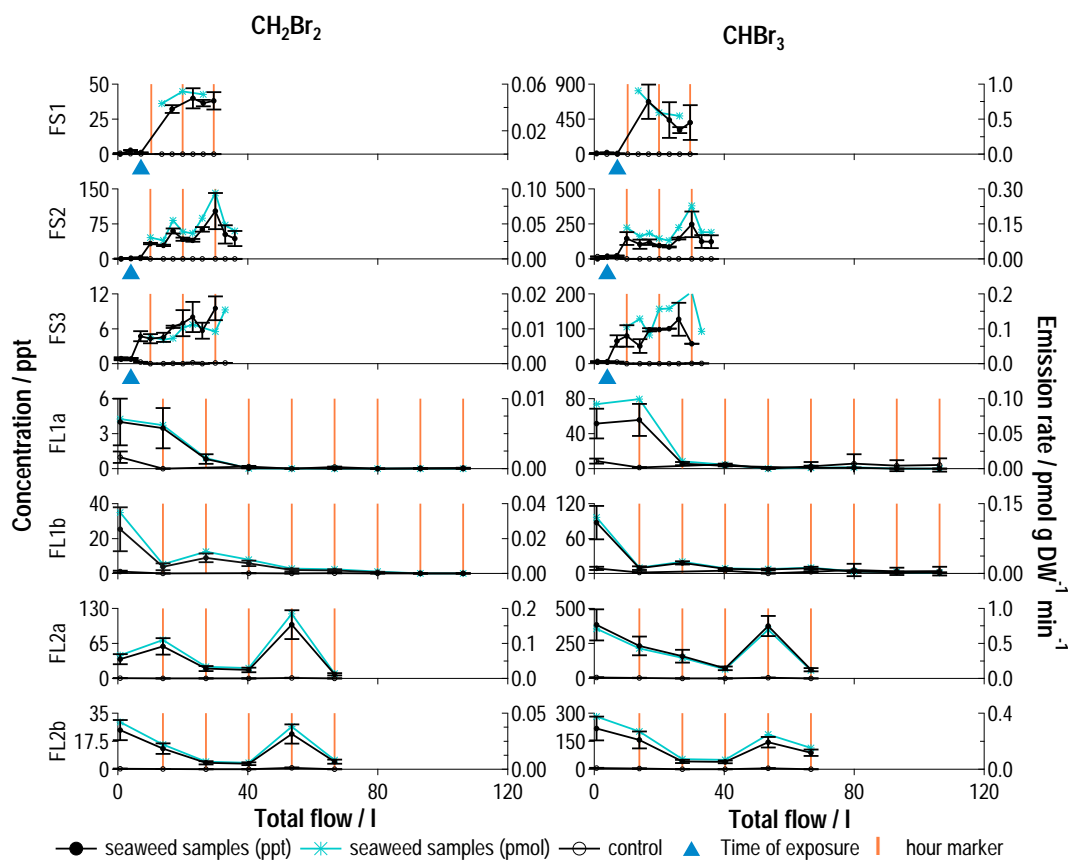 CH2Br2 CHBr3
FS1 50 25 0 0.06 0.02 900 450 0 1.0 0.5 0.0
FS2 150 75 0 0.10 0.05 0.00 500 250 0 0.30 0.15 0.00
FS3 12 6 0 0.02 0.01 0.00 200 100 0 0.2 0.1 0.0
FL1a 6 3 0 0.01 0.00 80 40 0 0.10 0.05 0.00
FL1b 40 20 0 0.04 0.02 0.00 120 60 0 0.15 0.00
FL2a 130 65 0 0.2 0.1 0.0 500 250 0 1.0 0.5 0.0
FL2b 35 17.5 0 0.05 0.00 300 150 0 0.4 0.0
0 40 80 120 0 40 80 120
Concentration / ppt
Emission rate / pmol g DW-1 min-1
Total flow / l Total flow / l
seaweed samples (ppt) seaweed samples (pmol) control Time of exposure hour marker